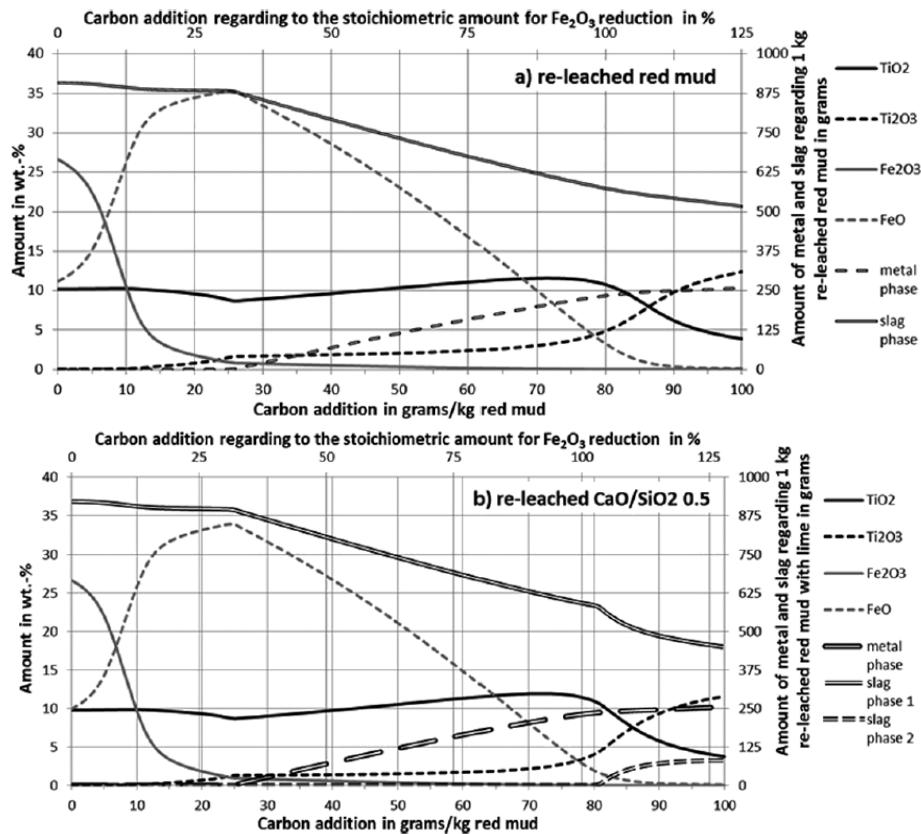 Carbon addition regarding to the stoichiometric amount for Fe₂O₃ reduction in %
0 25 50 75 100 125
a) re-leached red mud
40 1000
35 875
30 750
25 625
20 500
15 375
10 250
5 125
0 0
Amount in wt.-%
Amount of metal and slag regarding 1 kg
re-leached red mud in grams
0 10 20 30 40 50 60 70 80 90 100
Carbon addition in grams/kg red mud
TiO2
Ti2O3
Fe2O3
FeO
metal
phase
slag
phase
Carbon addition regarding to the stoichiometric amount for Fe₂O₃ reduction in %
0 25 50 75 100 125
b) re-leached CaO/SiO2 0.5
40 1000
35 875
30 750
25 625
20 500
15 375
10 250
5 125
0 0
Amount in wt.-%
Amount of metal and slag regarding 1 kg
re-leached red mud with lime in grams
0 10 20 30 40 50 60 70 80 90 100
Carbon addition in grams/kg red mud
TiO2
Ti2O3
Fe2O3
FeO
metal
phase
slag
phase 1
slag
phase 2